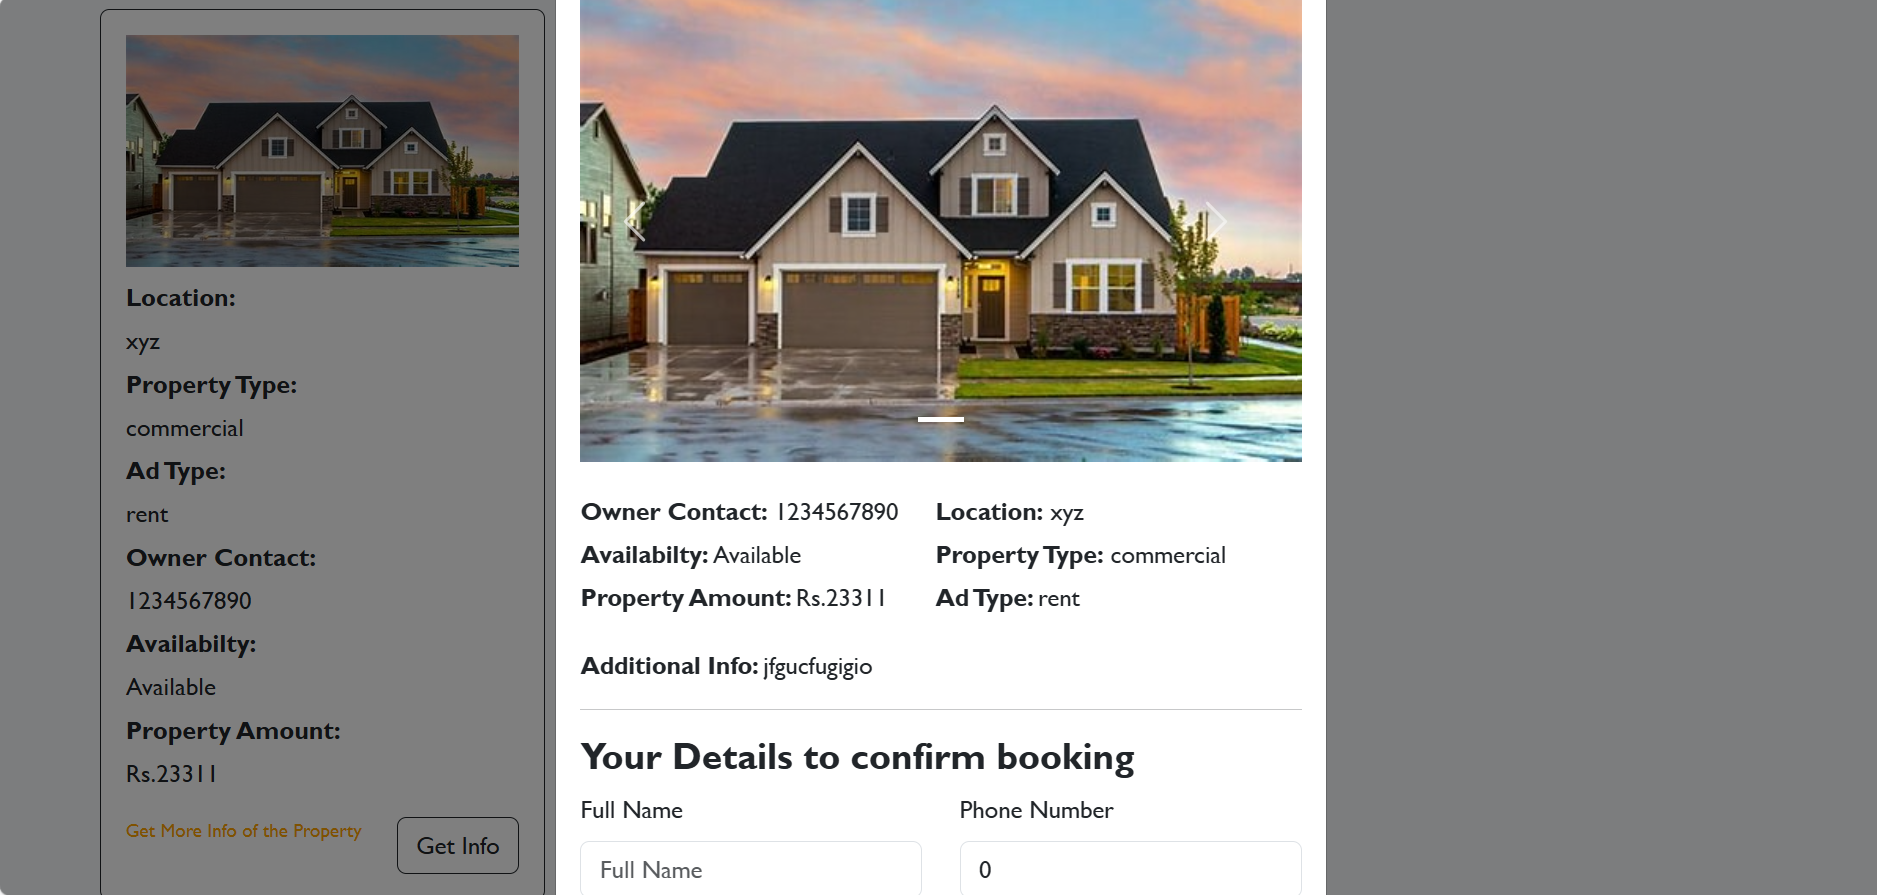 Location:
xyz
Property Type:
commercial
Ad Type:
rent
Owner Contact:
1234567890
Availabilty:
Available
Property Amount:
Rs.23311
Get More Info of the Property
Get Info
Owner Contact: 1234567890
Location: xyz
Availabilty: Available
Property Type: commercial
Property Amount: Rs.23311
Ad Type: rent
Additional Info: jfgucfugigio
Your Details to confirm booking
Full Name
Phone Number
Full Name
0